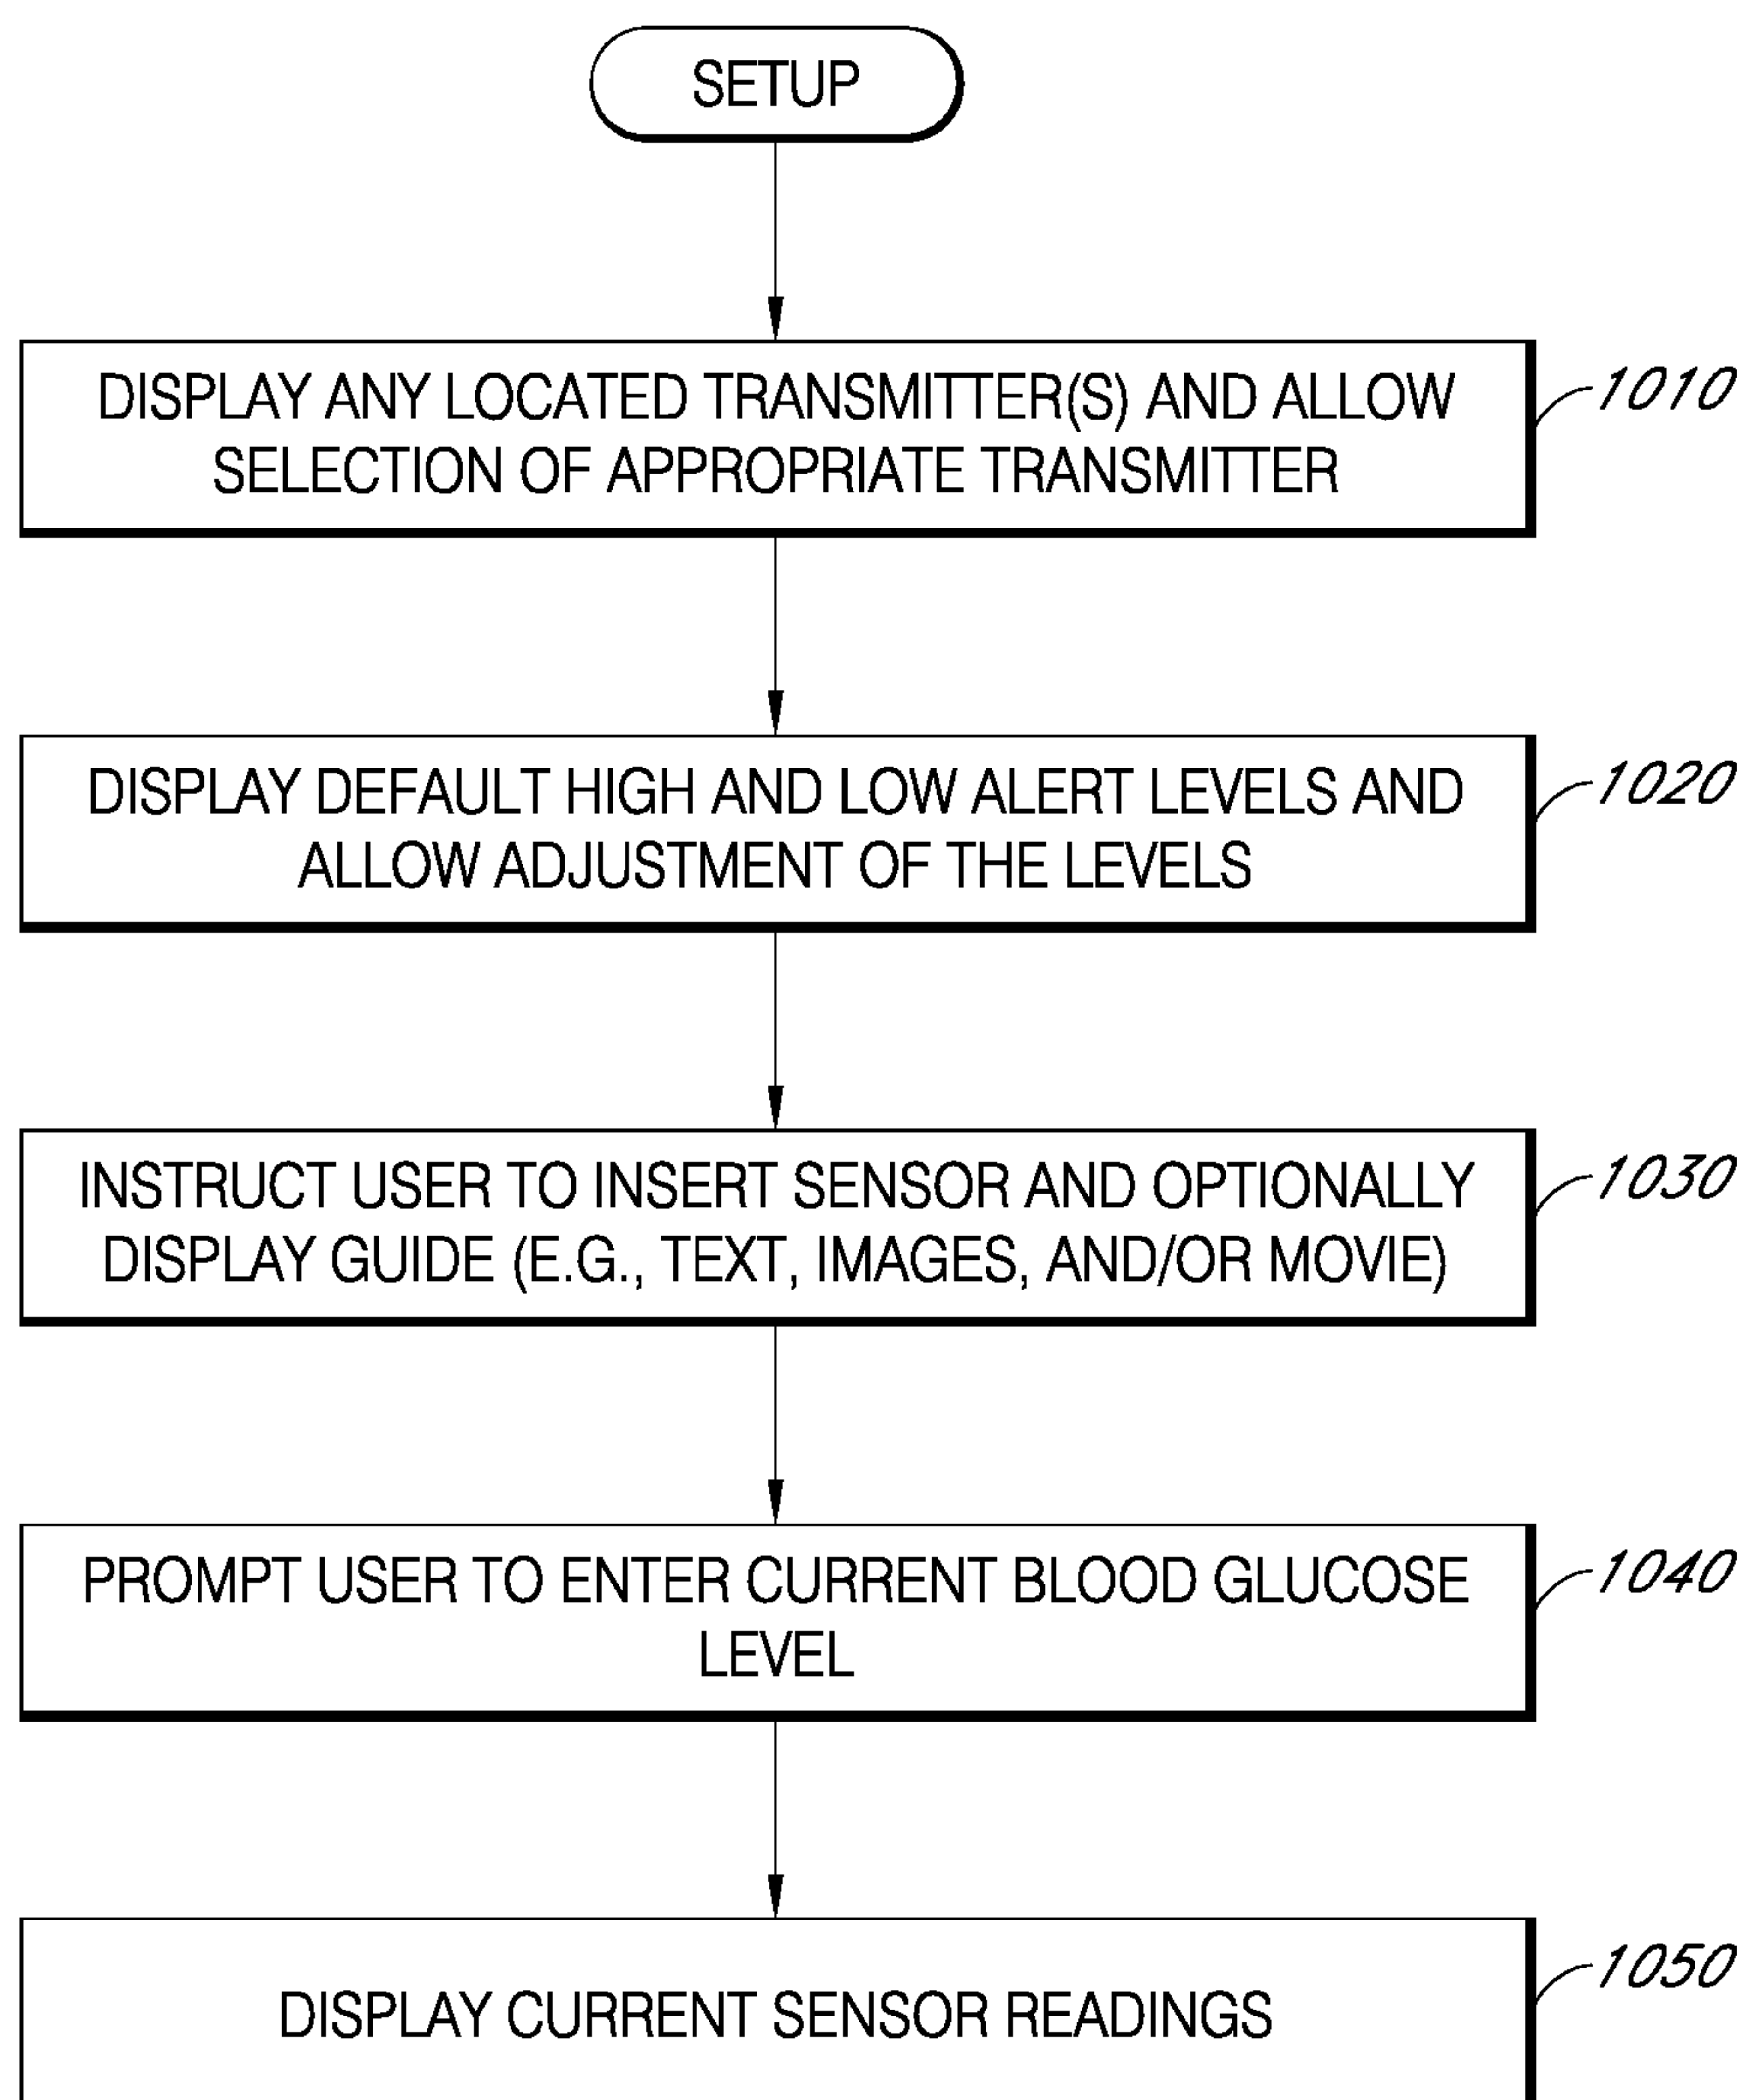 SETUP
DISPLAY ANY LOCATED TRANSMITTER(S) AND ALLOW
SELECTION OF APPROPRIATE TRANSMITTER
1010
DISPLAY DEFAULT HIGH AND LOW ALERT LEVELS AND
ALLOW ADJUSTMENT OF THE LEVELS
1020
INSTRUCT USER TO INSERT SENSOR AND OPTIONALLY
DISPLAY GUIDE (E.G., TEXT, IMAGES, AND/OR MOVIE)
1030
PROMPT USER TO ENTER CURRENT BLOOD GLUCOSE
LEVEL
1040
DISPLAY CURRENT SENSOR READINGS
1050